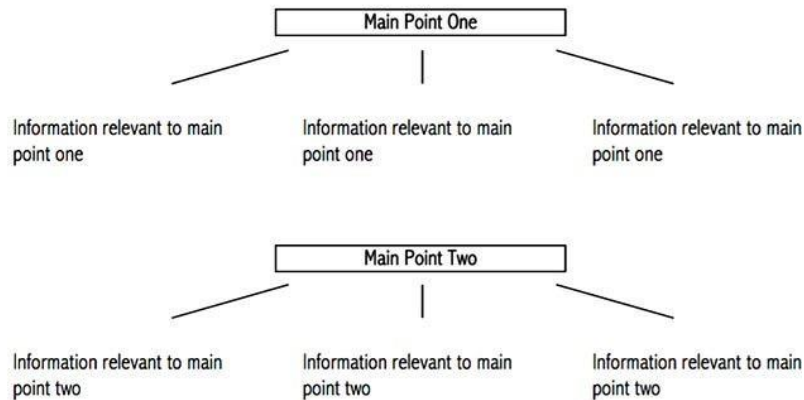 Main Point One
Information relevant to main
point one
Information relevant to main
point one
Information relevant to main
point one
Main Point Two
Information relevant to main
point two
Information relevant to main
point two
Information relevant to main
point two